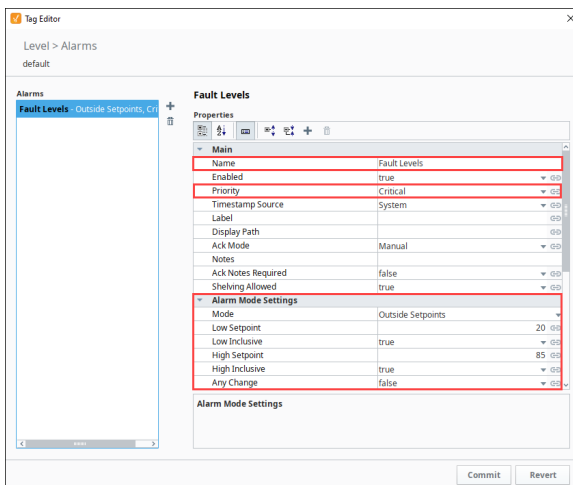 Tag Editor
Level > Alarms
default
Alarms
Fault Levels - Outside Setpoints, Cri
Fault Levels
Properties
Main
Name Fault Levels
Enabled true
Priority Critical
Timestamp Source System
Label
Display Path
Ack Mode Manual
Notes
Ack Notes Required false
Shelving Allowed true
Alarm Mode Settings
Mode Outside Setpoints
Low Setpoint 20
Low Inclusive true
High Setpoint 85
High Inclusive true
Any Change false
Alarm Mode Settings
Commit Revert